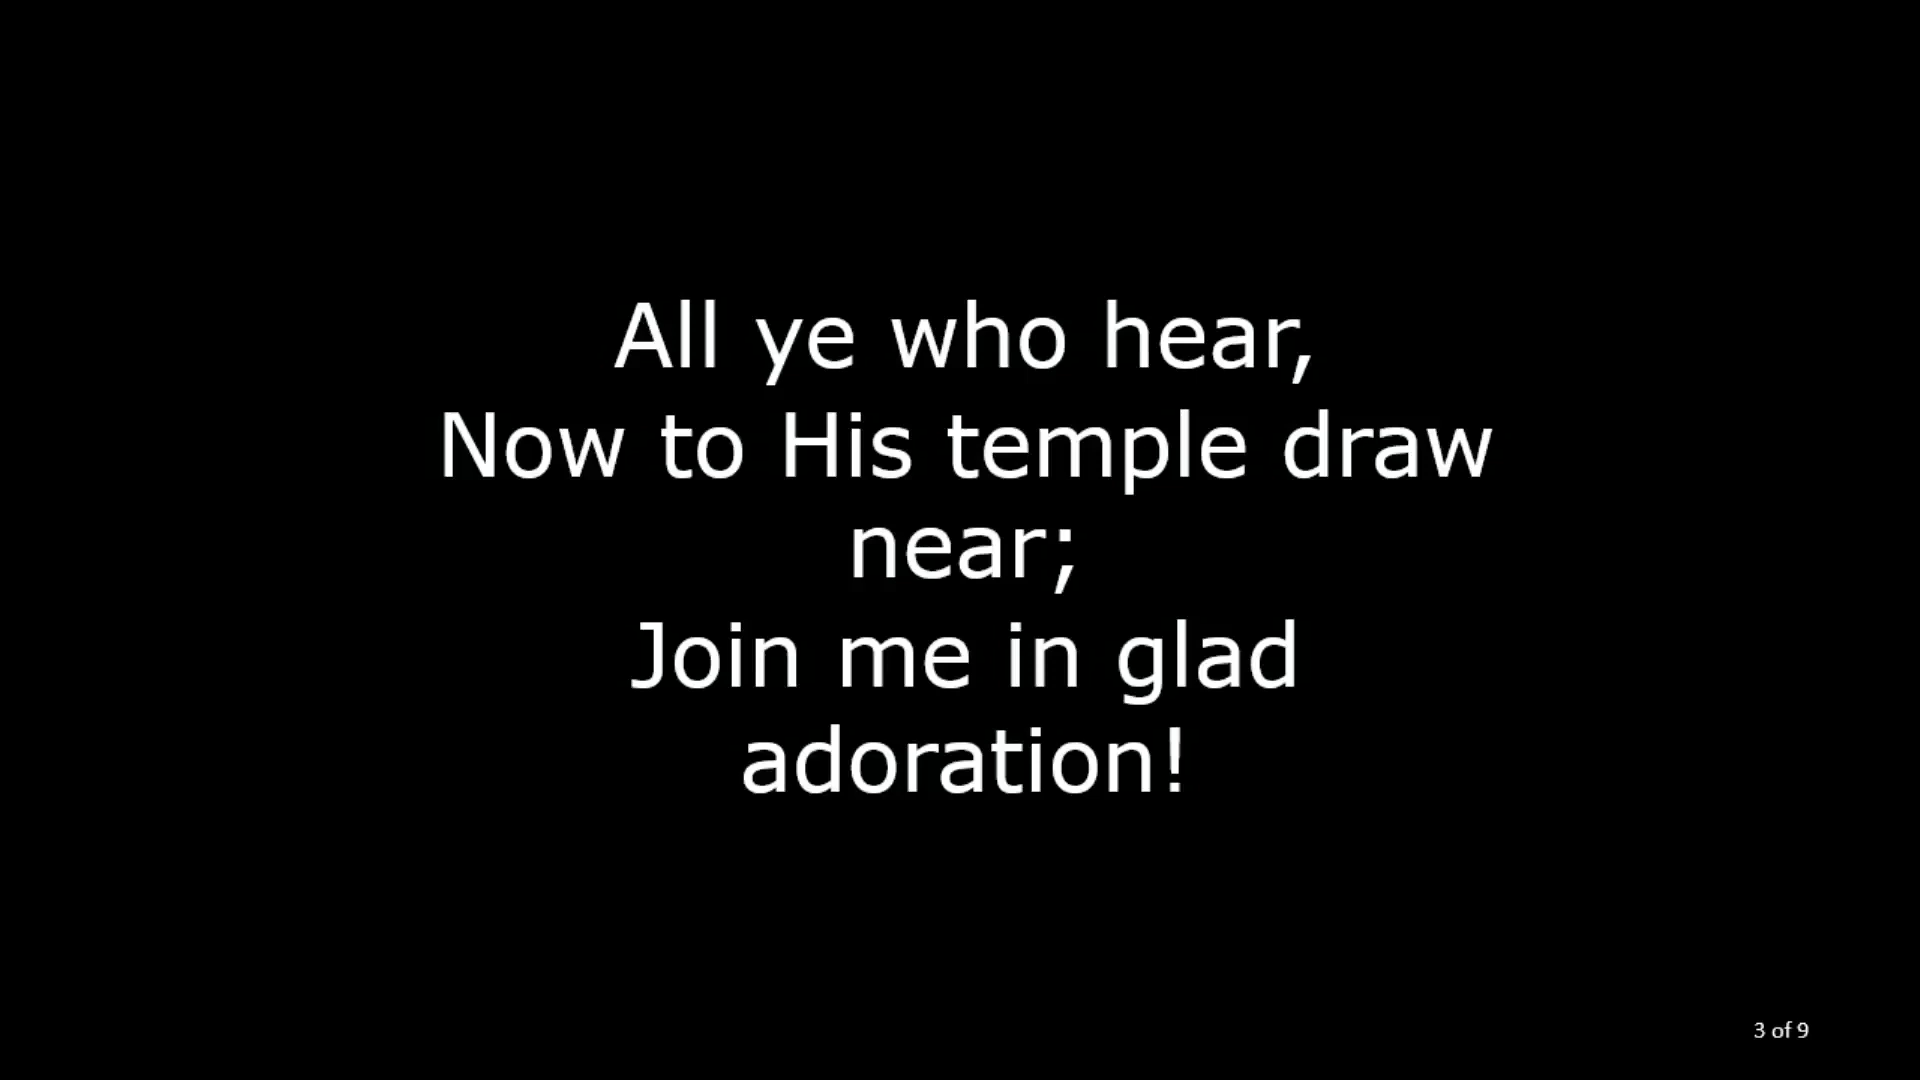 All ye who hear,
Now to His temple draw
near;
Join me in glad
adoration!
3 of 9